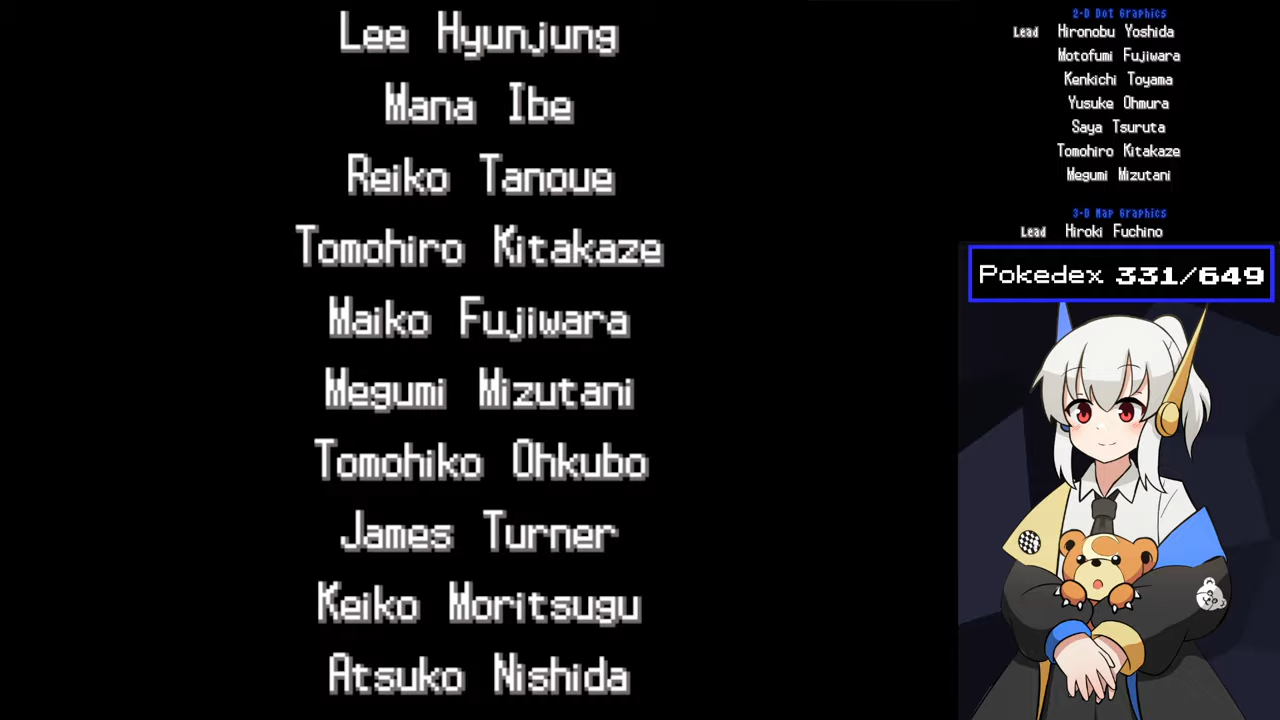 Lee Hyunjung
Mana Ibe
Reiko Tanoue
Tomohiro Kitakaze
Maiko Fujiwara
Megumi Mizutani
Tomohiko Ohkubo
James Turner
Keiko Moritsugu
Atsuko Nishida
2-D Dot Graphics
Lead Hironobu Yoshida
Motofumi Fujiwara
Kenkichi Toyama
Yusuke Ohmura
Saya Tsuruta
Tomohiro Kitakaze
Megumi Mizutani
3-D Map Graphics
Lead Hiroki Fuchino
Pokedex 331/649